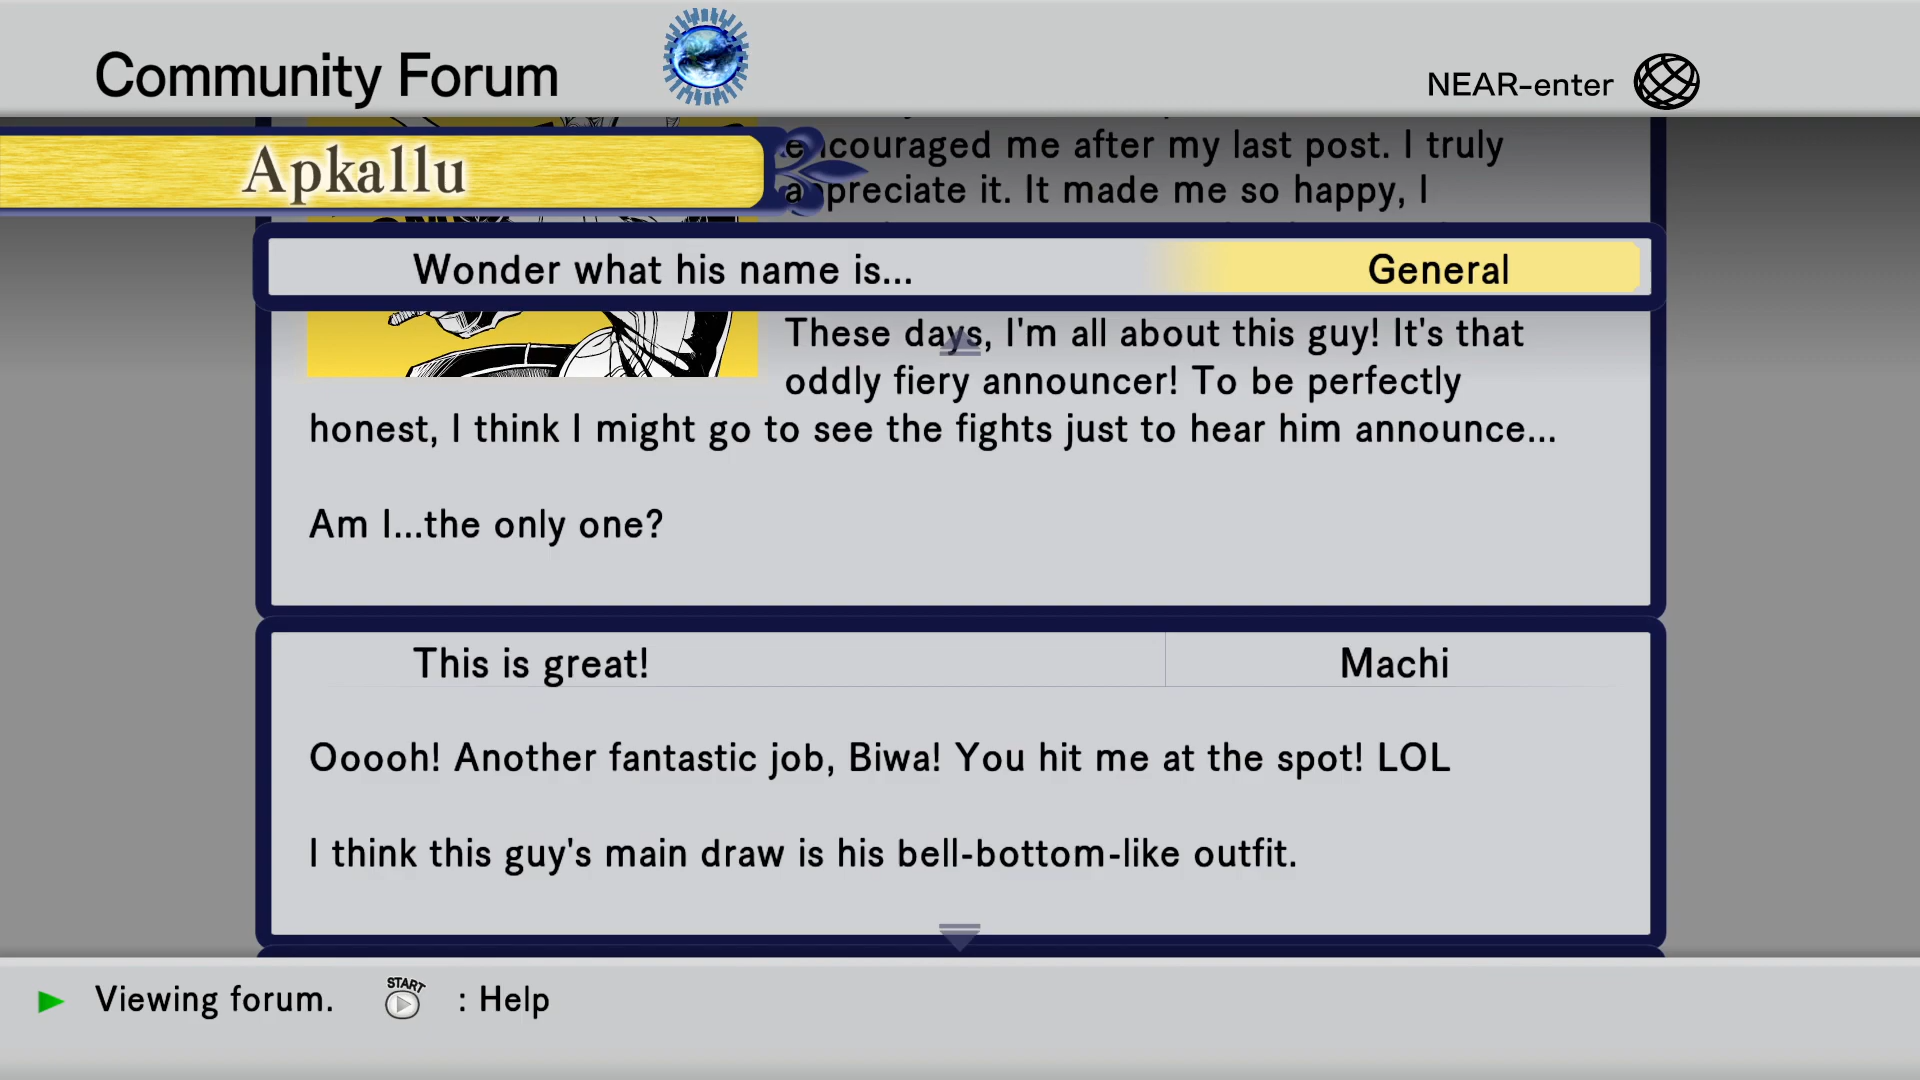 Community Forum
NEAR-enter
Apkallu
encouraged me after my last post. I truly
appreciate it. It made me so happy, I
Wonder what his name is...
General
These days, I'm all about this guy! It's that
oddly fiery announcer! To be perfectly
honest, I think I might go to see the fights just to hear him announce...
Am I...the only one?
This is great!
Machi
Ooooh! Another fantastic job, Biwa! You hit me at the spot! LOL
I think this guy's main draw is his bell-bottom-like outfit.
Viewing forum.
START
: Help